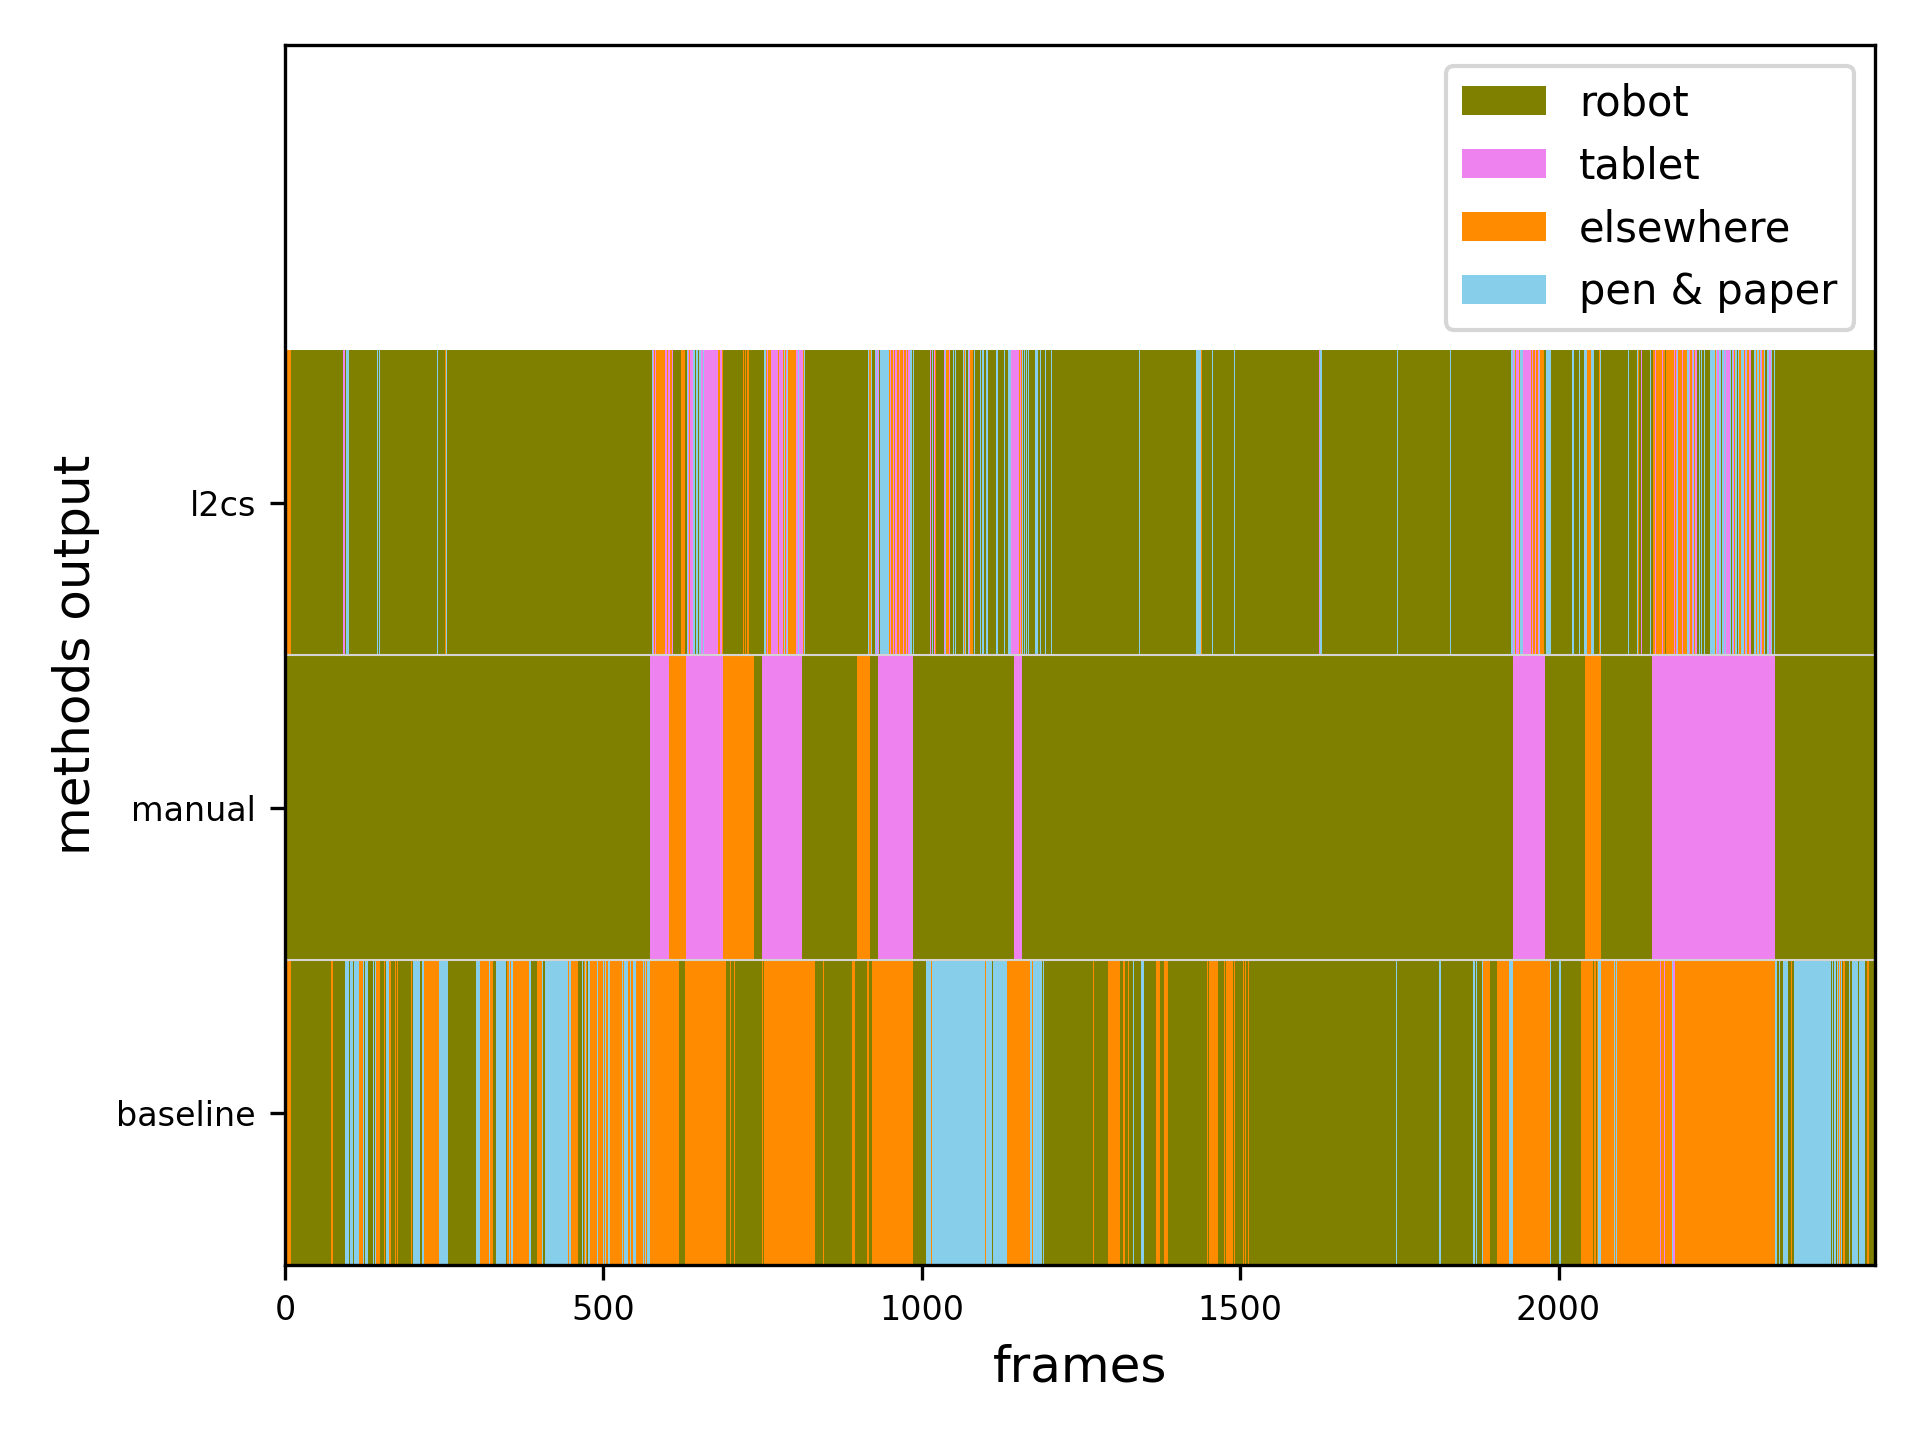 robot
tablet
elsewhere
pen & paper
methods output
l2cs
manual
baseline
0 500 1000 1500 2000
frames